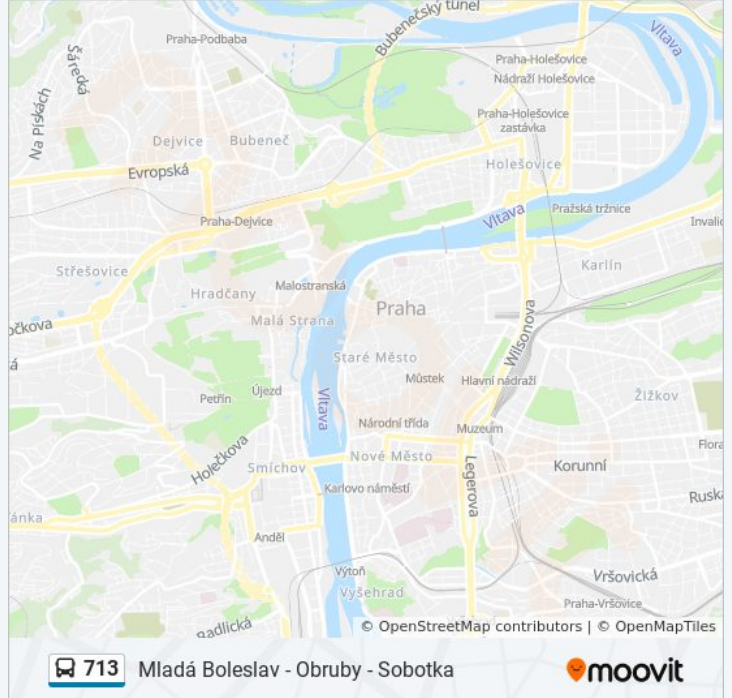 Bubenečský tunel
Praha-Podbaba
Vltava
Šárecká
Praha-Holešovice
Nádraží Holešovice
Na Pískách
Praha-Holešovice
zastávka
Dejvice
Bubeneč
Holešovice
Evropská
Vltava
Pražská tržnice
Praha-Dejvice
Invalid
Střešovice
Karlín
Malostranská
Hradčany
Praha
Malá Strana
očkova
Wilsonova
Staré Město
á
Můstek
Hlavní nádraží
Újezd
Petřín
Žižkov
Vltava
Národní třída
Muzeum
Flora
Holečkova
Nové Město
Smíchov
Korunní
Legerova
Karlovo náměstí
Ruská
ánka
Anděl
Výtoň
Vršovická
Vyšehrad
Praha-Vršovice
Radlická
© OpenStreetMap contributors | © OpenMapTiles
713 Mladá Boleslav - Obruby - Sobotka
moovit